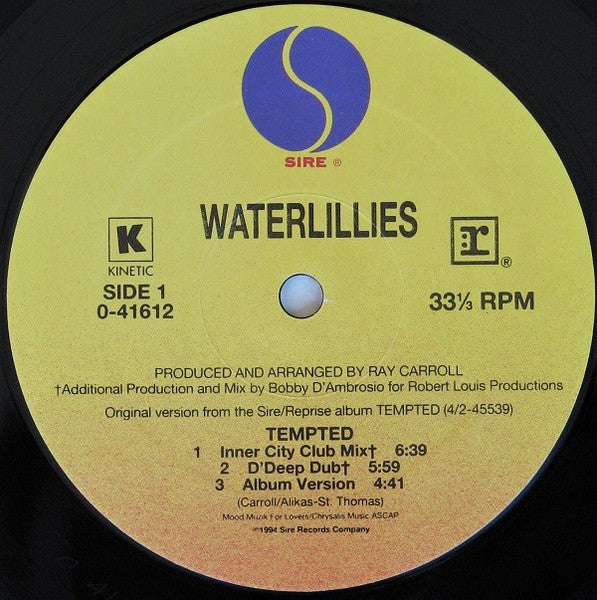 SIRE ®
WATERLILLIES
K
KINETIC
r ®
SIDE 1
0-41612
33⅓ RPM
PRODUCED AND ARRANGED BY RAY CARROLL
†Additional Production and Mix by Bobby D'Ambrosio for Robert Louis Productions
Original version from the Sire/Reprise album TEMPTED (4/2-45539)
TEMPTED
1 Inner City Club Mix† 6:39
2 D'Deep Dub† 5:59
3 Album Version 4:41
(Carroll/Alikas-St. Thomas)
Mood Muzik For Lovers/Chrysalis Music ASCAP
℗1994 Sire Records Company